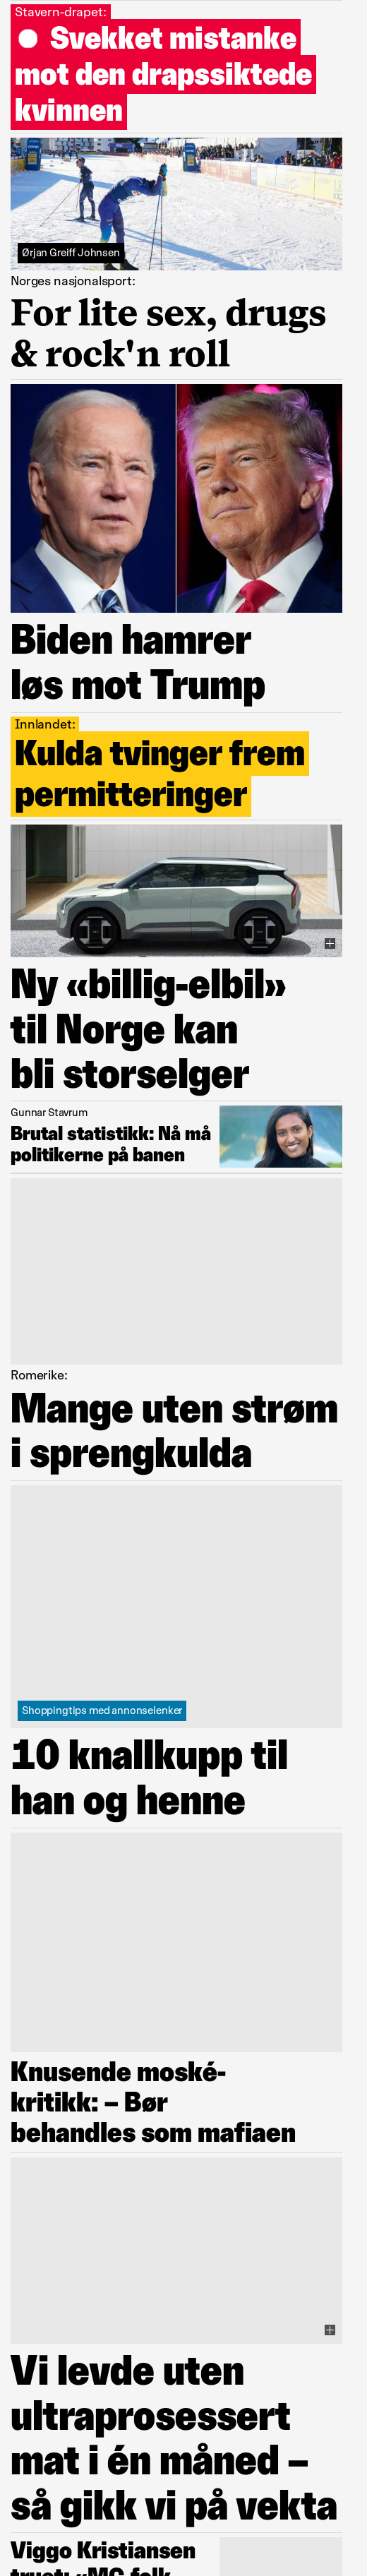 Stavern-drapet:
Svekket mistanke
mot den drapssiktede
kvinnen
Ørjan Greiff Johnsen
Norges nasjonalsport:
For lite sex, drugs
& rock'n roll
Biden hamrer
løs mot Trump
Innlandet:
Kulda tvinger frem
permitteringer
Ny «billig-elbil»
til Norge kan
bli storselger
Gunnar Stavrum
Brutal statistikk: Nå må
politikerne på banen
Romerike:
Mange uten strøm
i sprengkulda
Shoppingtips med annonselenker
10 knallkupp til
han og henne
Knusende moské-
kritikk: – Bør
behandles som mafiaen
Vi levde uten
ultraprosessert
mat i én måned –
så gikk vi på vekta
Viggo Kristiansen